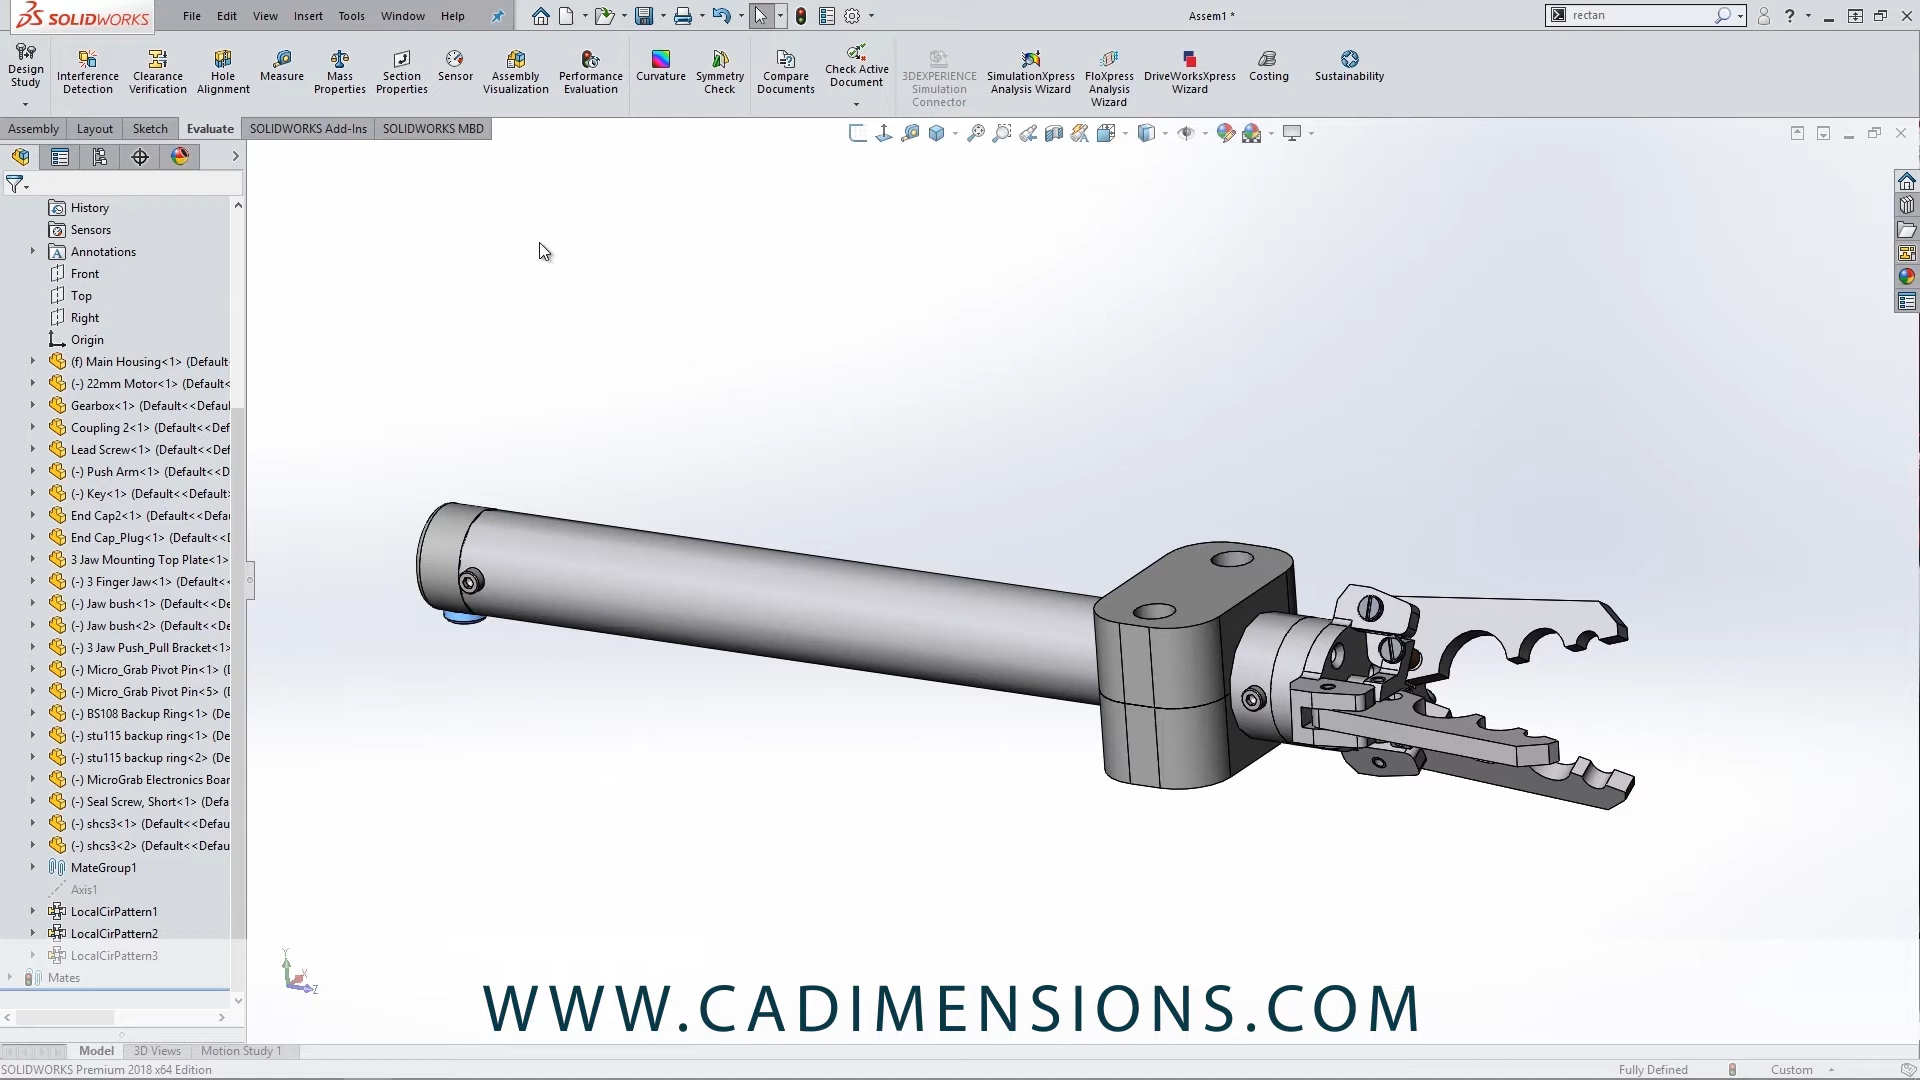 SOLIDWORKS
File Edit View Insert Tools Window Help
Assem1 *
rectan
Design Study
Interference Detection
Clearance Verification
Hole Alignment
Measure
Mass Properties
Section Properties
Sensor
Assembly Visualization
Performance Evaluation
Curvature
Symmetry Check
Compare Documents
Check Active Document
3DEXPERIENCE Simulation Connector
SimulationXpress Analysis Wizard
FloXpress Analysis Wizard
DriveWorksXpress Wizard
Costing
Sustainability
Assembly Layout Sketch Evaluate SOLIDWORKS Add-Ins SOLIDWORKS MBD
History
Sensors
Annotations
Front
Top
Right
Origin
(f) Main Housing<1> (Default
(-) 22mm Motor<1> (Default<
Gearbox<1> (Default<<Defaul
Coupling 2<1> (Default<<Def
Lead Screw<1> (Default<<Def
(-) Push Arm<1> (Default<<D
(-) Key<1> (Default<<Default
End Cap2<1> (Default<<Defa
End Cap_Plug<1> (Default<<
3 Jaw Mounting Top Plate<1>
(-) 3 Finger Jaw<1> (Default<<
(-) Jaw bush<1> (Default<<De
(-) Jaw bush<2> (Default<<De
(-) 3 Jaw Push_Pull Bracket<1>
(-) Micro_Grab Pivot Pin<1> (
(-) Micro_Grab Pivot Pin<5> (
(-) BS108 Backup Ring<1> (De
(-) stu115 backup ring<1> (De
(-) stu115 backup ring<2> (De
(-) MicroGrab Electronics Boar
(-) Seal Screw, Short<1> (Defa
(-) shcs3<1> (Default<<Defau
(-) shcs3<2> (Default<<Defau
MateGroup1
Axis1
LocalCirPattern1
LocalCirPattern2
LocalCirPattern3
Mates
Y
X
Z
WWW.CADIMENSIONS.COM
Model 3D Views Motion Study 1
SOLIDWORKS Premium 2018 x64 Edition
Fully Defined
Custom